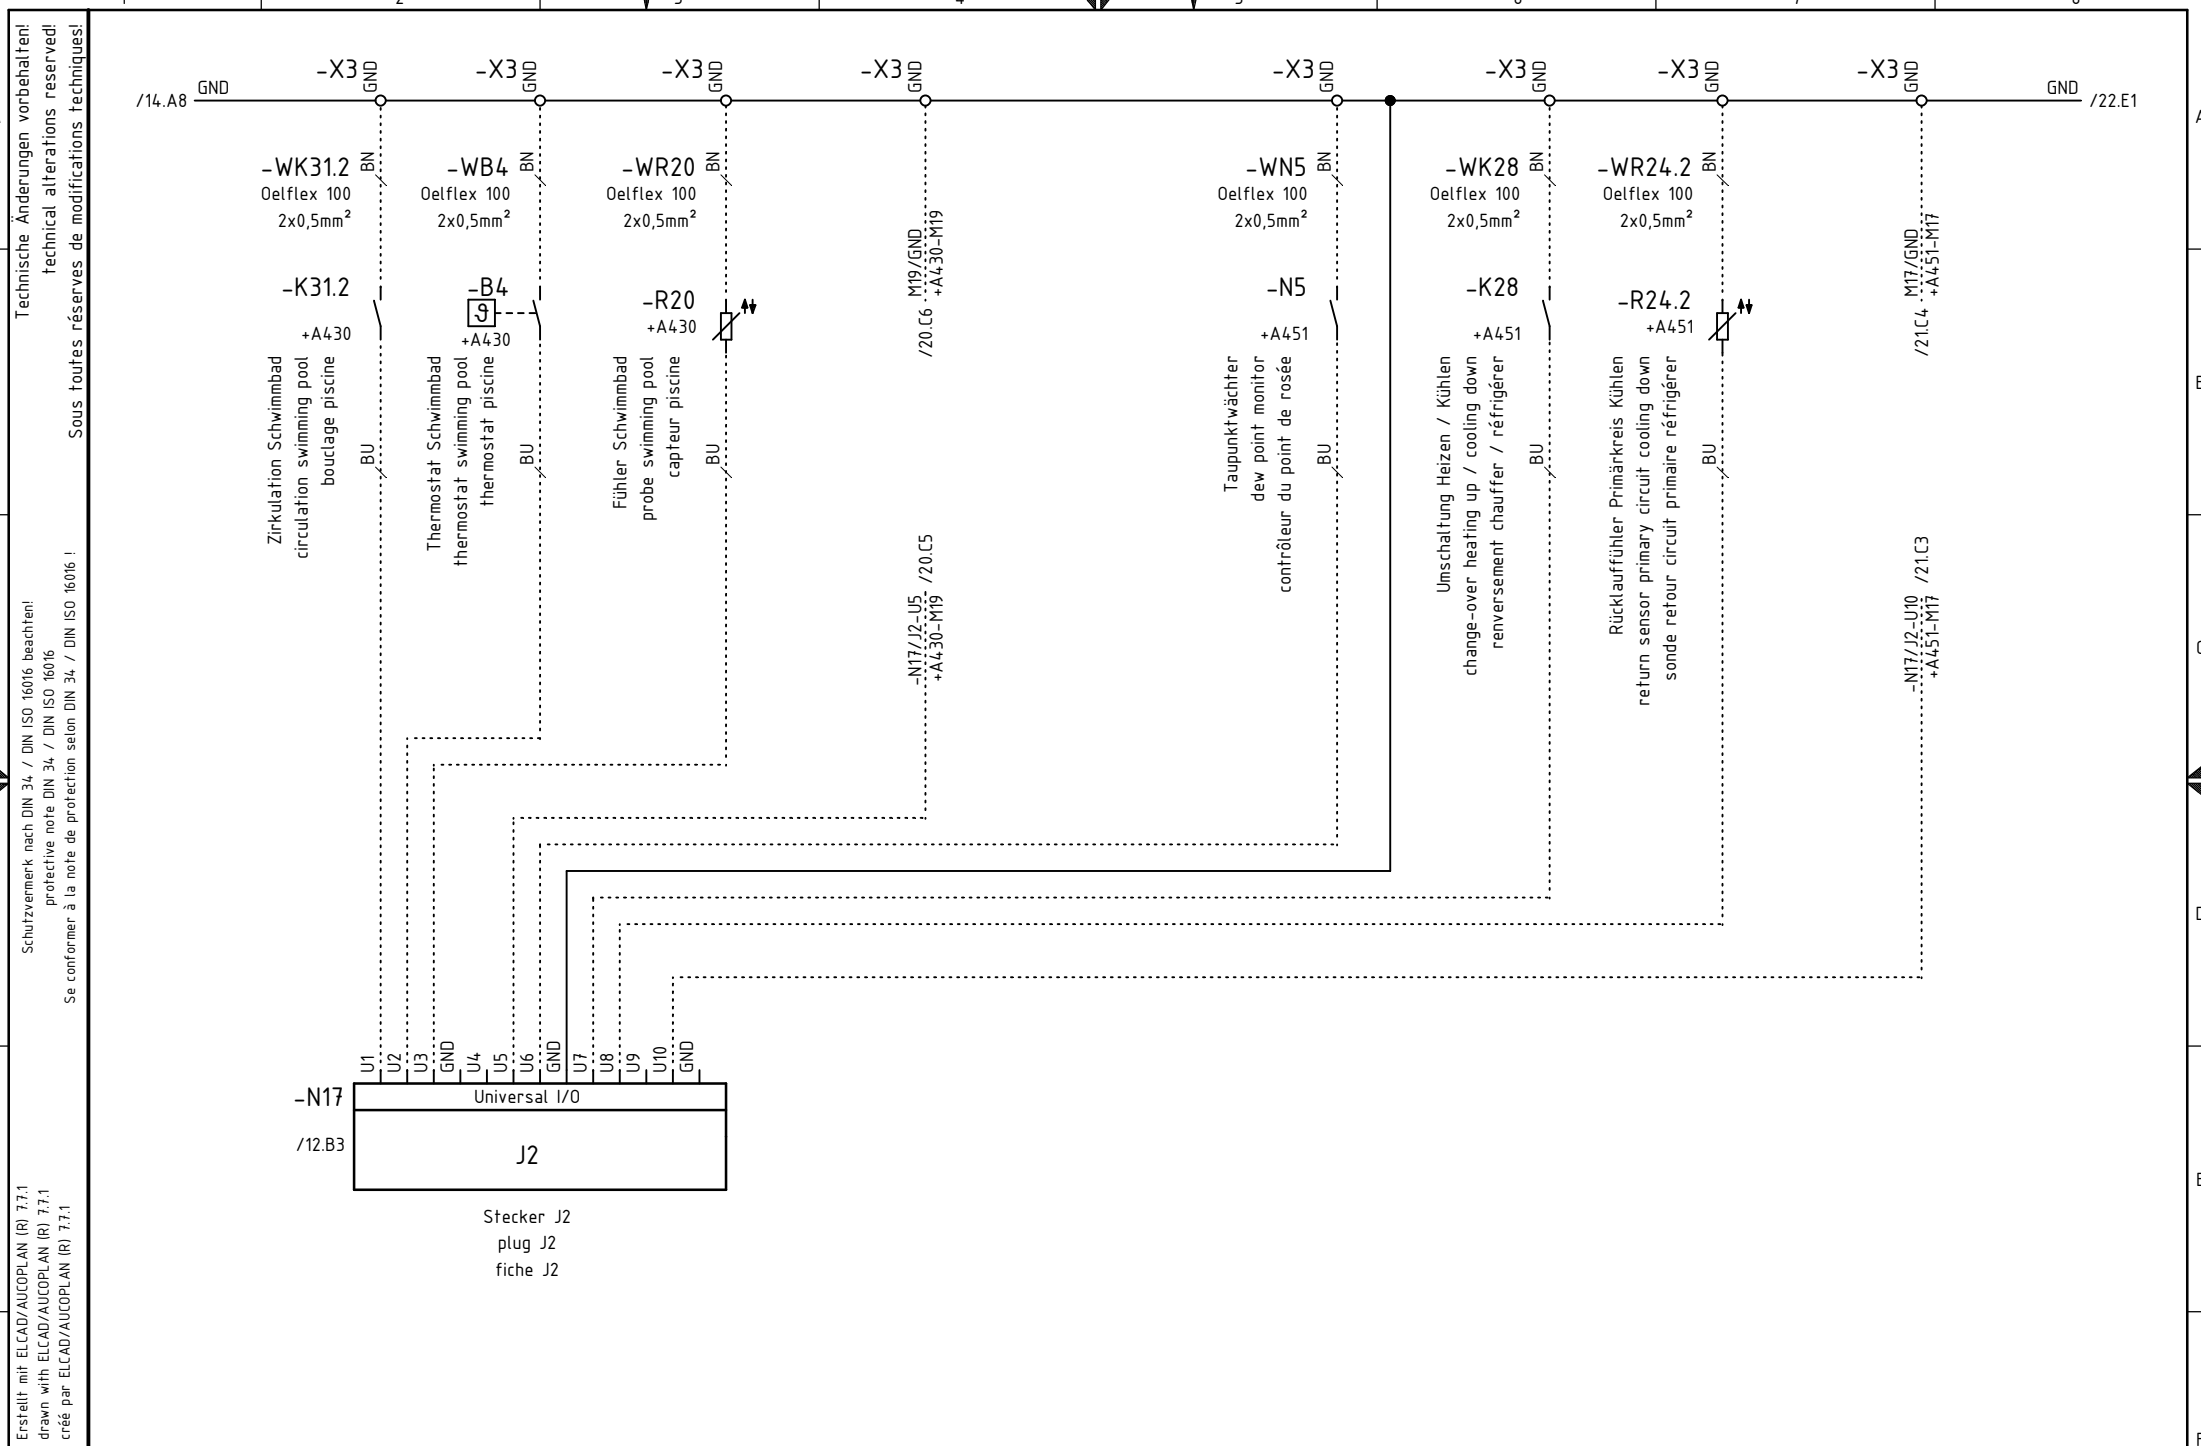 Technische Änderungen vorbehalten!
technical alterations reserved!
Sous toutes réserves de modifications techniques!
Schutzvermerk nach DIN 34 / DIN ISO 16016 beachten!
protective note DIN 34 / DIN ISO 16016
Se conformer à la note de protection selon DIN 34 / DIN ISO 16016 !
Erstellt mit ELCAD/AUCOPLAN (R) 7.7.1
drawn with ELCAD/AUCOPLAN (R) 7.7.1
créé par ELCAD/AUCOPLAN (R) 7.7.1
/14.A8
GND
-X3
GND
-X3
GND
-X3
GND
-X3
GND
-X3
GND
-X3
GND
-X3
GND
-X3
GND
GND
/22.E1
-WK31.2
BN
Oelflex 100
2x0,5mm²
-K31.2
+A430
Zirkulation Schwimmbad
circulation swimming pool
bouclage piscine
BU
-WB4
BN
Oelflex 100
2x0,5mm²
-B4
ϑ
+A430
Thermostat Schwimmbad
thermostat swimming pool
thermostat piscine
BU
-WR20
BN
Oelflex 100
2x0,5mm²
-R20
+A430
Fühler Schwimmbad
probe swimming pool
capteur piscine
BU
/20.C6
M19/GND
+A430-M19
-N17/J2-U5
/20.C5
+A430-M19
-WN5
BN
Oelflex 100
2x0,5mm²
-N5
+A451
Taupunktwächter
dew point monitor
contrôleur du point de rosée
BU
-WK28
BN
Oelflex 100
2x0,5mm²
-K28
+A451
Umschaltung Heizen / Kühlen
change-over heating up / cooling down
renversement chauffer / réfrigérer
BU
-WR24.2
BN
Oelflex 100
2x0,5mm²
-R24.2
+A451
Rücklauffühler Primärkreis Kühlen
return sensor primary circuit cooling down
sonde retour circuit primaire réfrigérer
BU
/21.C4
M17/GND
+A451-M17
-N17/J2-U10
/21.C3
+A451-M17
U1
U2
U3
GND
U4
U5
U6
GND
U7
U8
U9
U10
GND
-N17
Universal I/O
/12.B3
J2
Stecker J2
plug J2
fiche J2